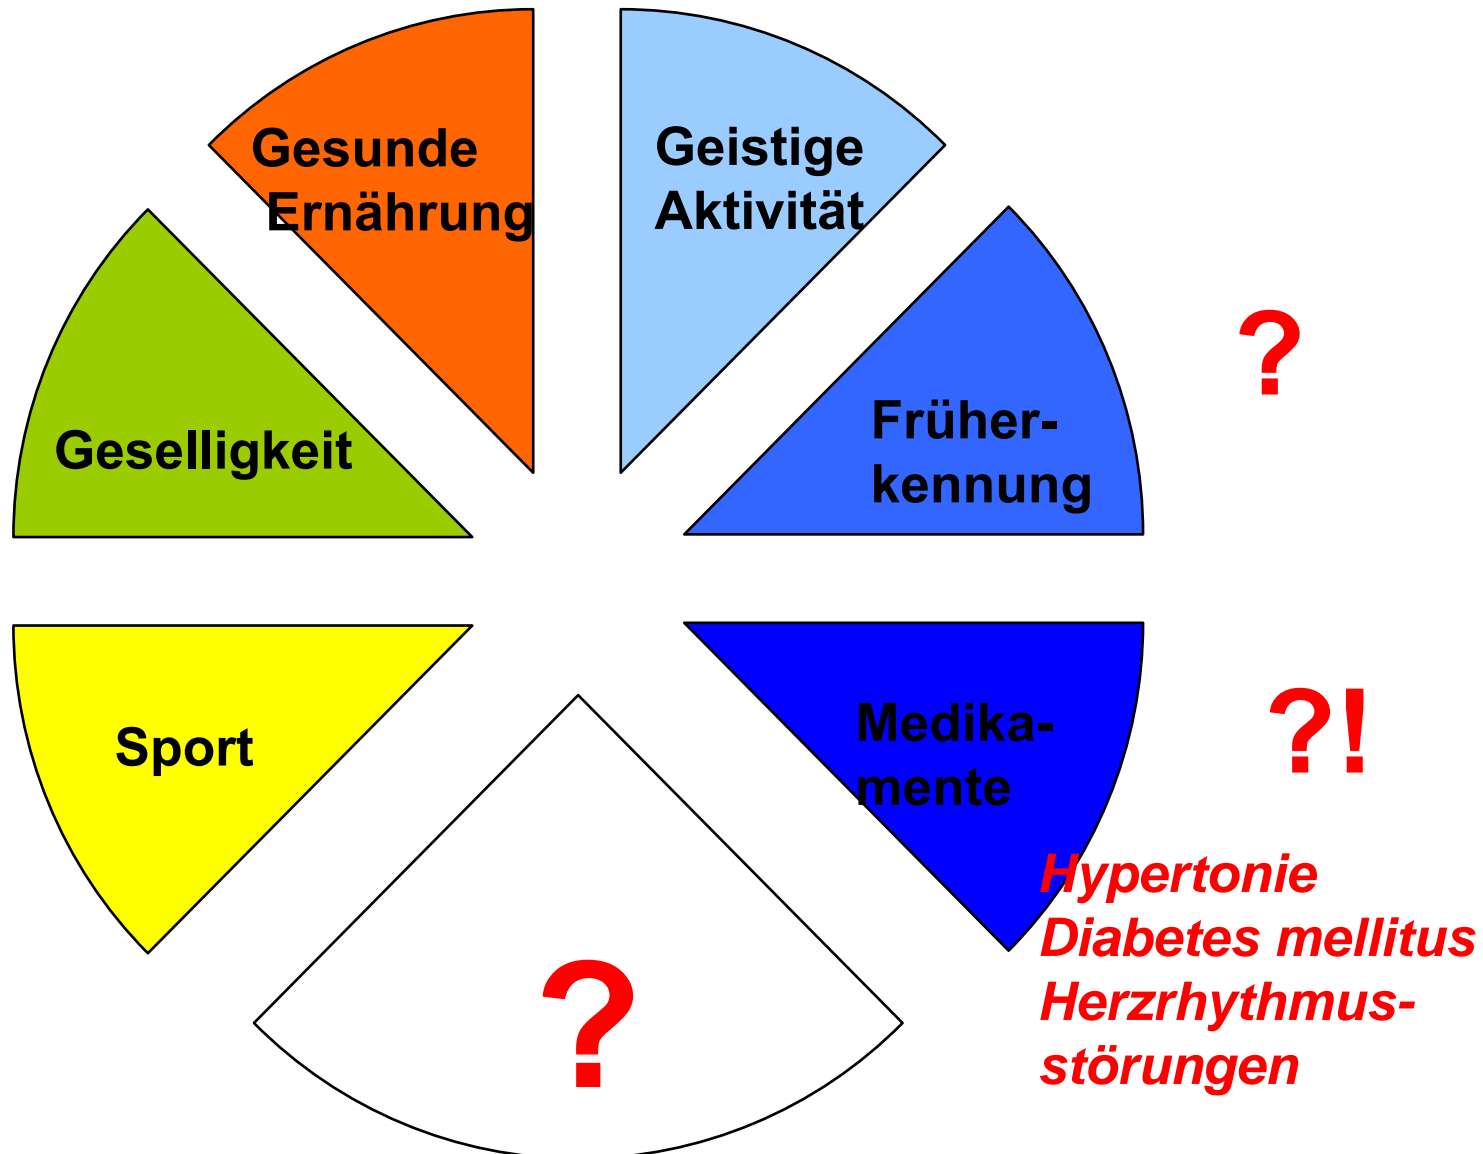 Gesunde
Ernährung
Geistige
Aktivität
Geselligkeit
Früher-
kennung
?
Sport
Medika-
mente
?!
Hypertonie
Diabetes mellitus
Herzrhythmus-
störungen
?